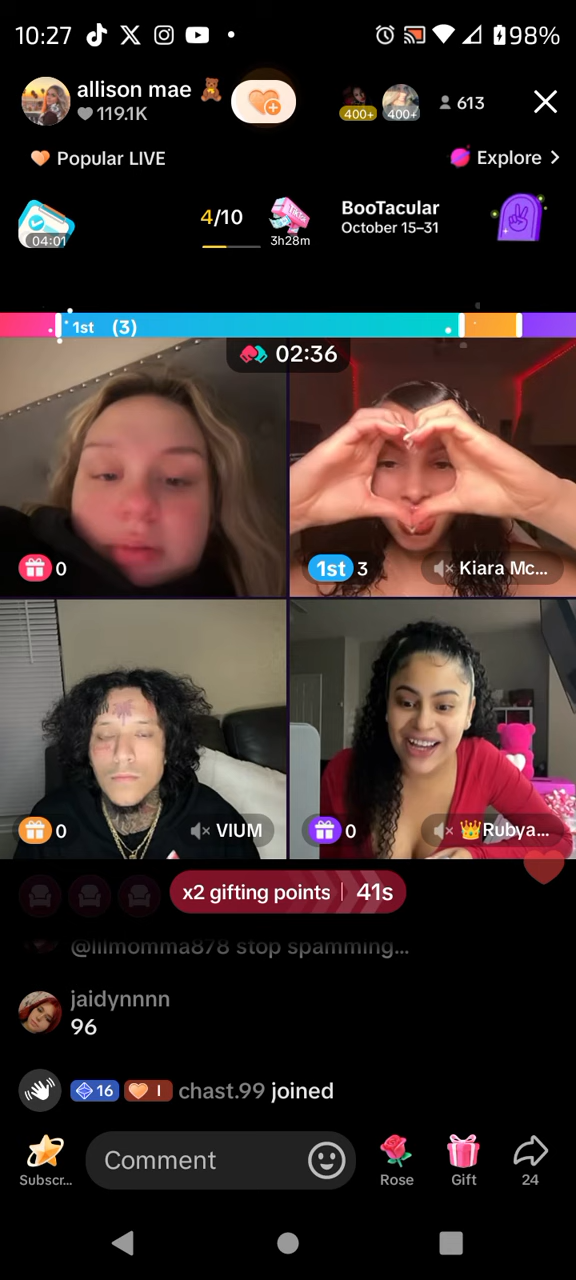 10:27
98%
allison mae
119.1K
400+
400+
613
Popular LIVE
Explore
04:01
4/10
3h28m
BooTacular
October 15–31
1st (3)
02:36
0
1st 3
Kiara Mc...
0
VIUM
0
Rubya...
x2 gifting points
41s
@lilmomma878 stop spamming...
jaidynnnn
96
16
I
chast.99 joined
Comment
Subscr...
Rose
Gift
24